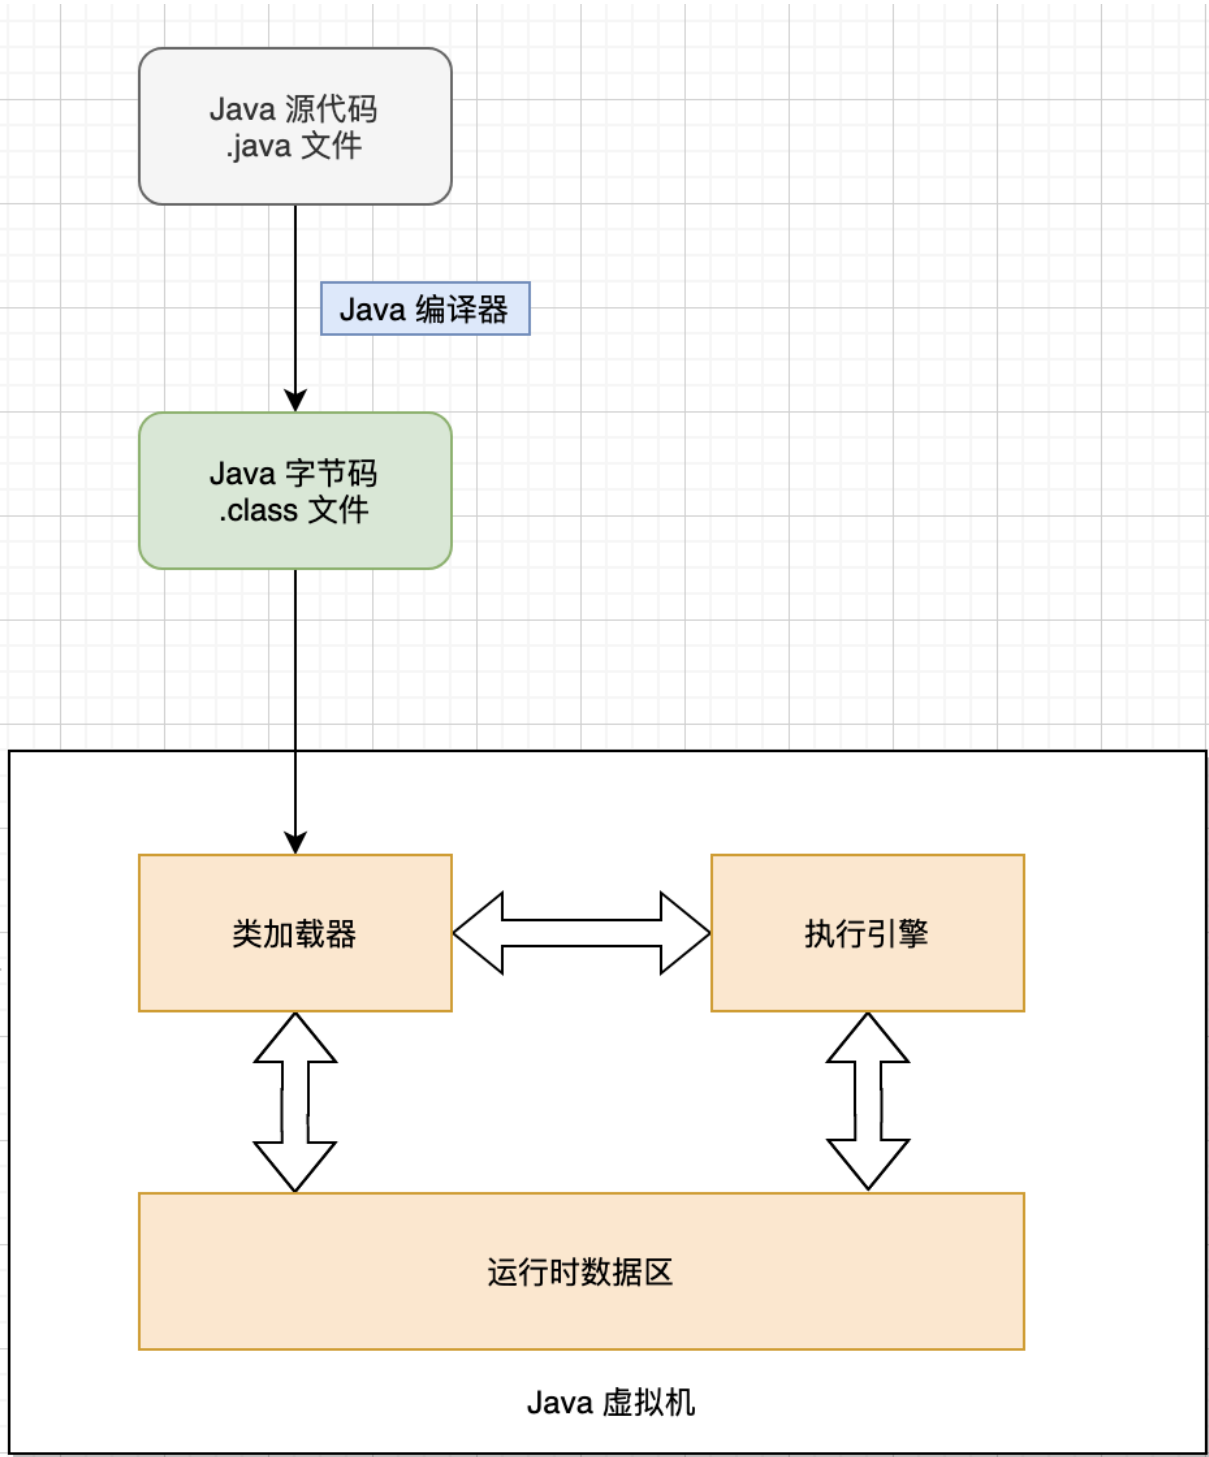 Java 源代码
.java 文件
Java 编译器
Java 字节码
.class 文件
类加载器
执行引擎
运行时数据区
Java 虚拟机